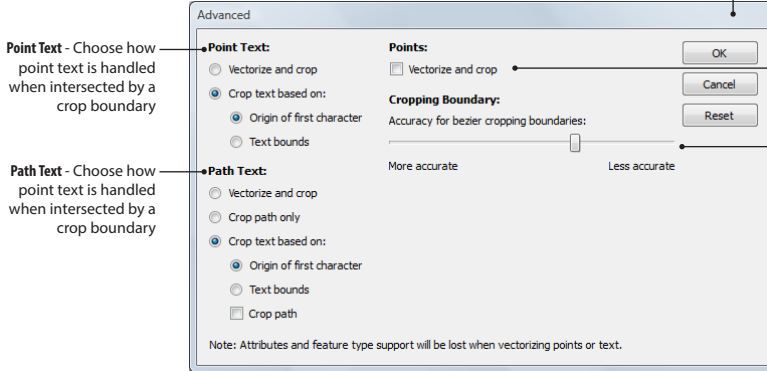 Advanced
Point Text - Choose how
point text is handled
when intersected by a
crop boundary
Path Text - Choose how
point text is handled
when intersected by a
crop boundary
Point Text:
Vectorize and crop
Crop text based on:
Origin of first character
Text bounds
Path Text:
Vectorize and crop
Crop path only
Crop text based on:
Origin of first character
Text bounds
Crop path
Points:
Vectorize and crop
Cropping Boundary:
Accuracy for bezier cropping boundaries:
More accurate Less accurate
OK
Cancel
Reset
Note: Attributes and feature type support will be lost when vectorizing points or text.